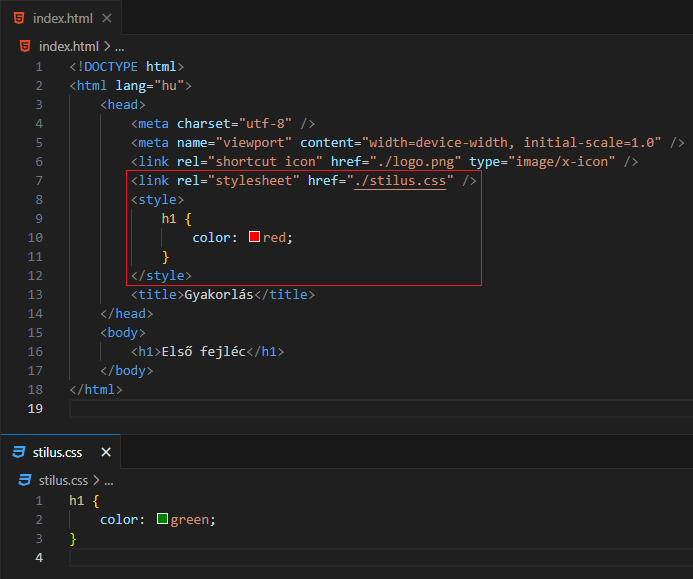 index.html
index.html > ...
1 <!DOCTYPE html>
2 <html lang="hu">
3     <head>
4         <meta charset="utf-8" />
5         <meta name="viewport" content="width=device-width, initial-scale=1.0" />
6         <link rel="shortcut icon" href="./logo.png" type="image/x-icon" />
7         <link rel="stylesheet" href="./stilus.css" />
8         <style>
9             h1 {
10                 color: red;
11             }
12         </style>
13         <title>Gyakorlás</title>
14     </head>
15     <body>
16         <h1>Első fejléc</h1>
17     </body>
18 </html>
19
stilus.css
stilus.css > ...
1 h1 {
2     color: green;
3 }
4